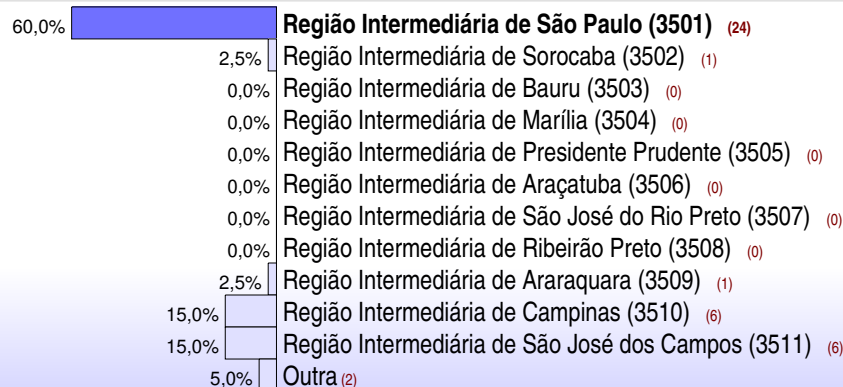 60,0% Região Intermediária de São Paulo (3501) (24)
2,5% Região Intermediária de Sorocaba (3502) (1)
0,0% Região Intermediária de Bauru (3503) (0)
0,0% Região Intermediária de Marília (3504) (0)
0,0% Região Intermediária de Presidente Prudente (3505) (0)
0,0% Região Intermediária de Araçatuba (3506) (0)
0,0% Região Intermediária de São José do Rio Preto (3507) (0)
0,0% Região Intermediária de Ribeirão Preto (3508) (0)
2,5% Região Intermediária de Araraquara (3509) (1)
15,0% Região Intermediária de Campinas (3510) (6)
15,0% Região Intermediária de São José dos Campos (3511) (6)
5,0% Outra (2)